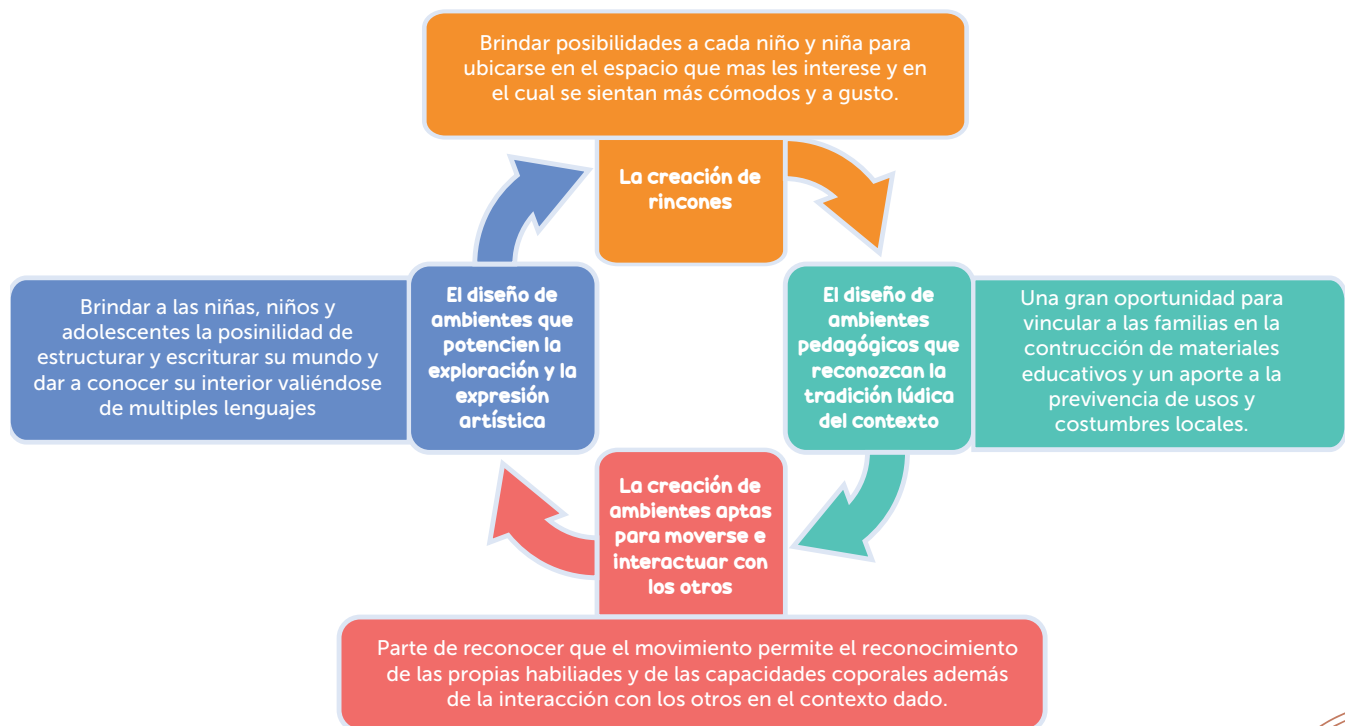 Brindar posibilidades a cada niño y niña para
ubicarse en el espacio que mas les interese y en
el cual se sientan más cómodos y a gusto.
La creación de
rincones
El diseño de
ambientes
pedagógicos que
reconozcan la
tradición lúdica
del contexto
Una gran oportunidad para
vincular a las familias en la
contrucción de materiales
educativos y un aporte a la
previvencia de usos y
costumbres locales.
La creación de
ambientes aptas
para moverse e
interactuar con
los otros
Parte de reconocer que el movimiento permite el reconocimiento
de las propias habiliades y de las capacidades coporales además
de la interacción con los otros en el contexto dado.
El diseño de
ambientes que
potencien la
exploración y la
expresión
artística
Brindar a las niñas, niños y
adolescentes la posinilidad de
estructurar y escriturar su mundo y
dar a conocer su interior valiéndose
de multiples lenguajes